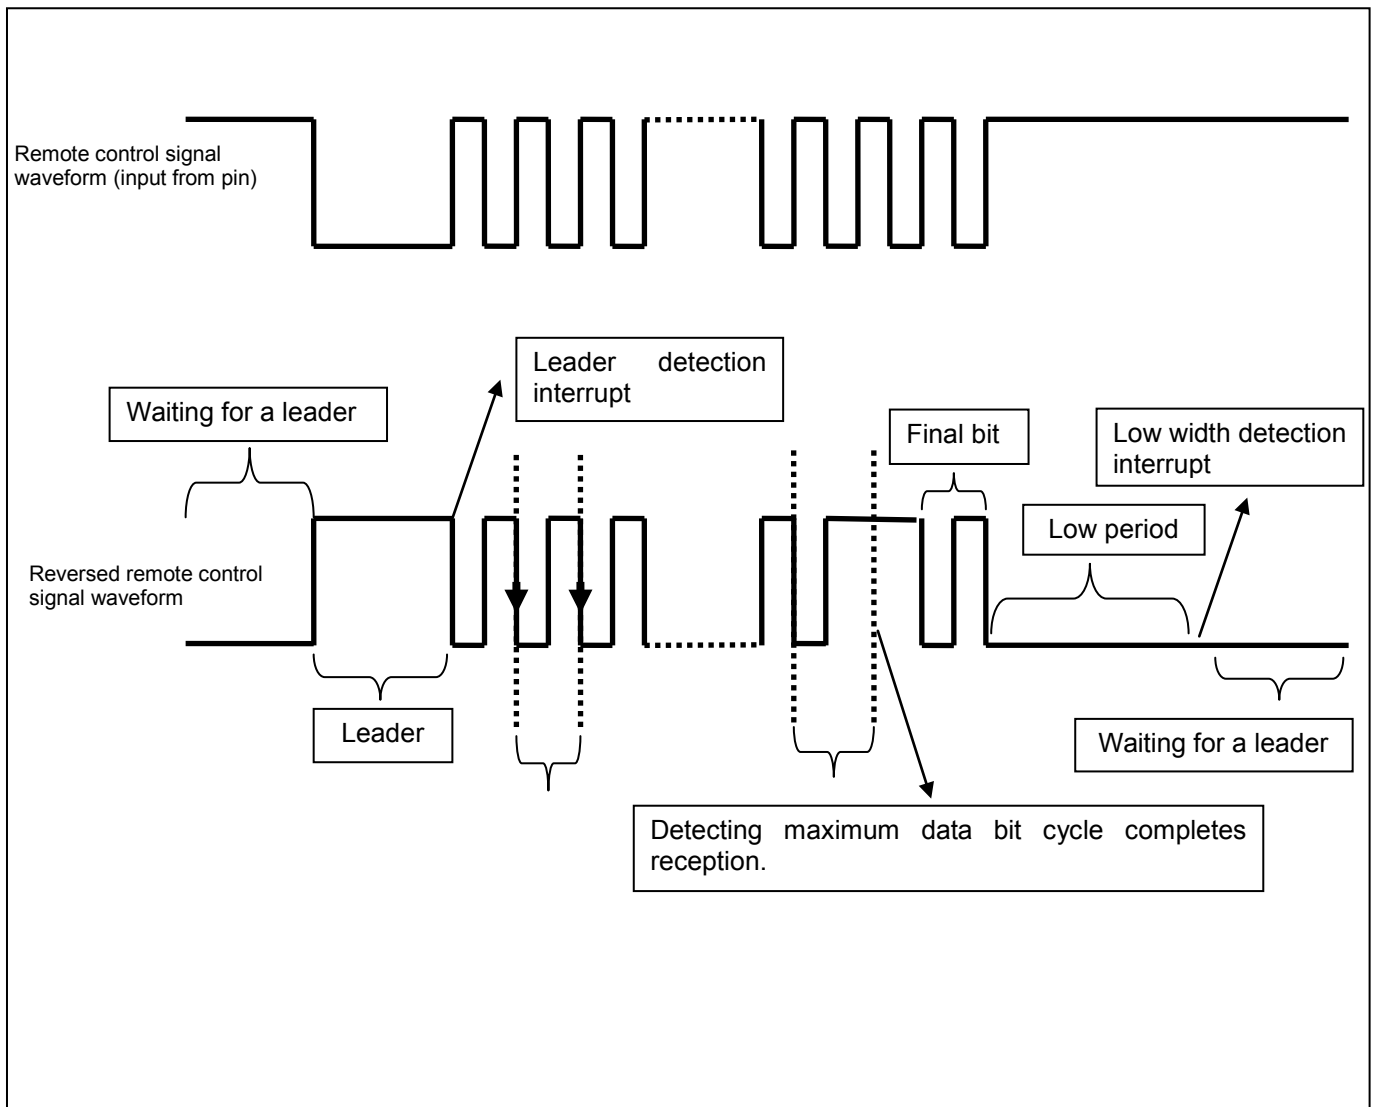 Remote control signal
waveform (input from pin)
Leader detection
interrupt
Waiting for a leader
Final bit
Low width detection
interrupt
Low period
Reversed remote control
signal waveform
Leader
Waiting for a leader
Detecting maximum data bit cycle completes
reception.